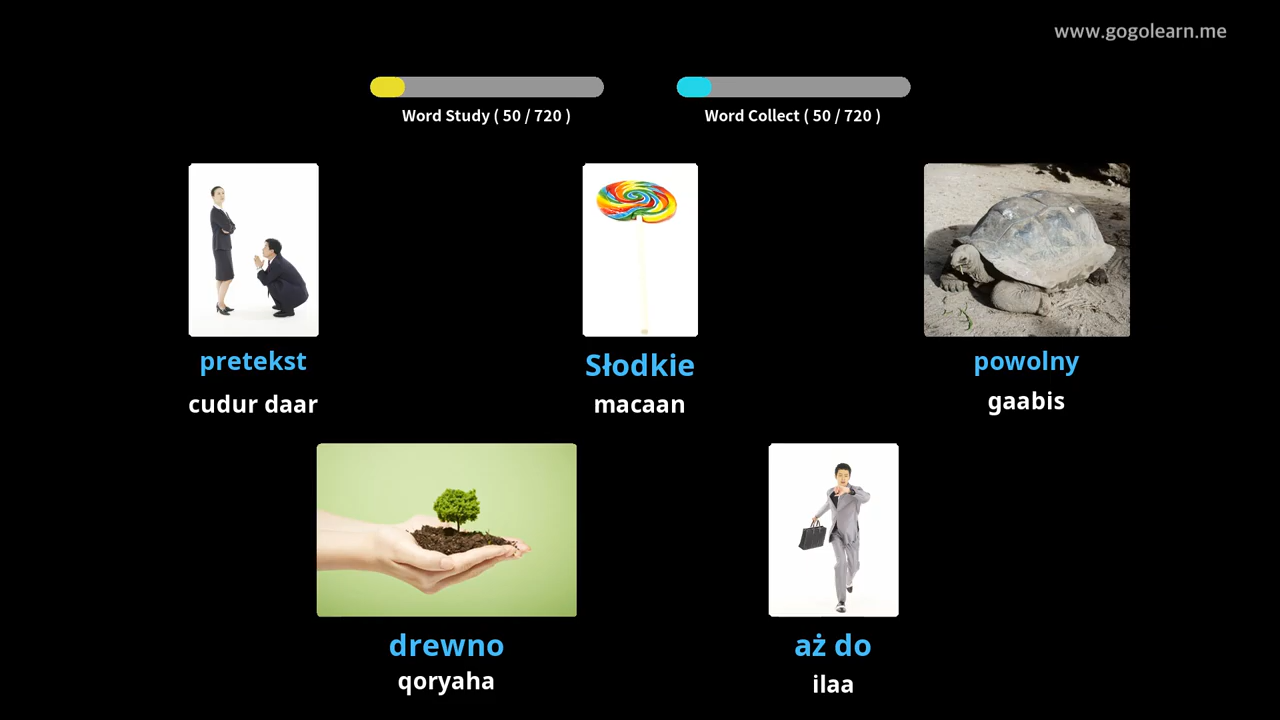 www.gogolearn.me
Word Study ( 50 / 720 )
Word Collect ( 50 / 720 )
pretekst
cudur daar
Słodkie
macaan
powolny
gaabis
drewno
qoryaha
aż do
ilaa